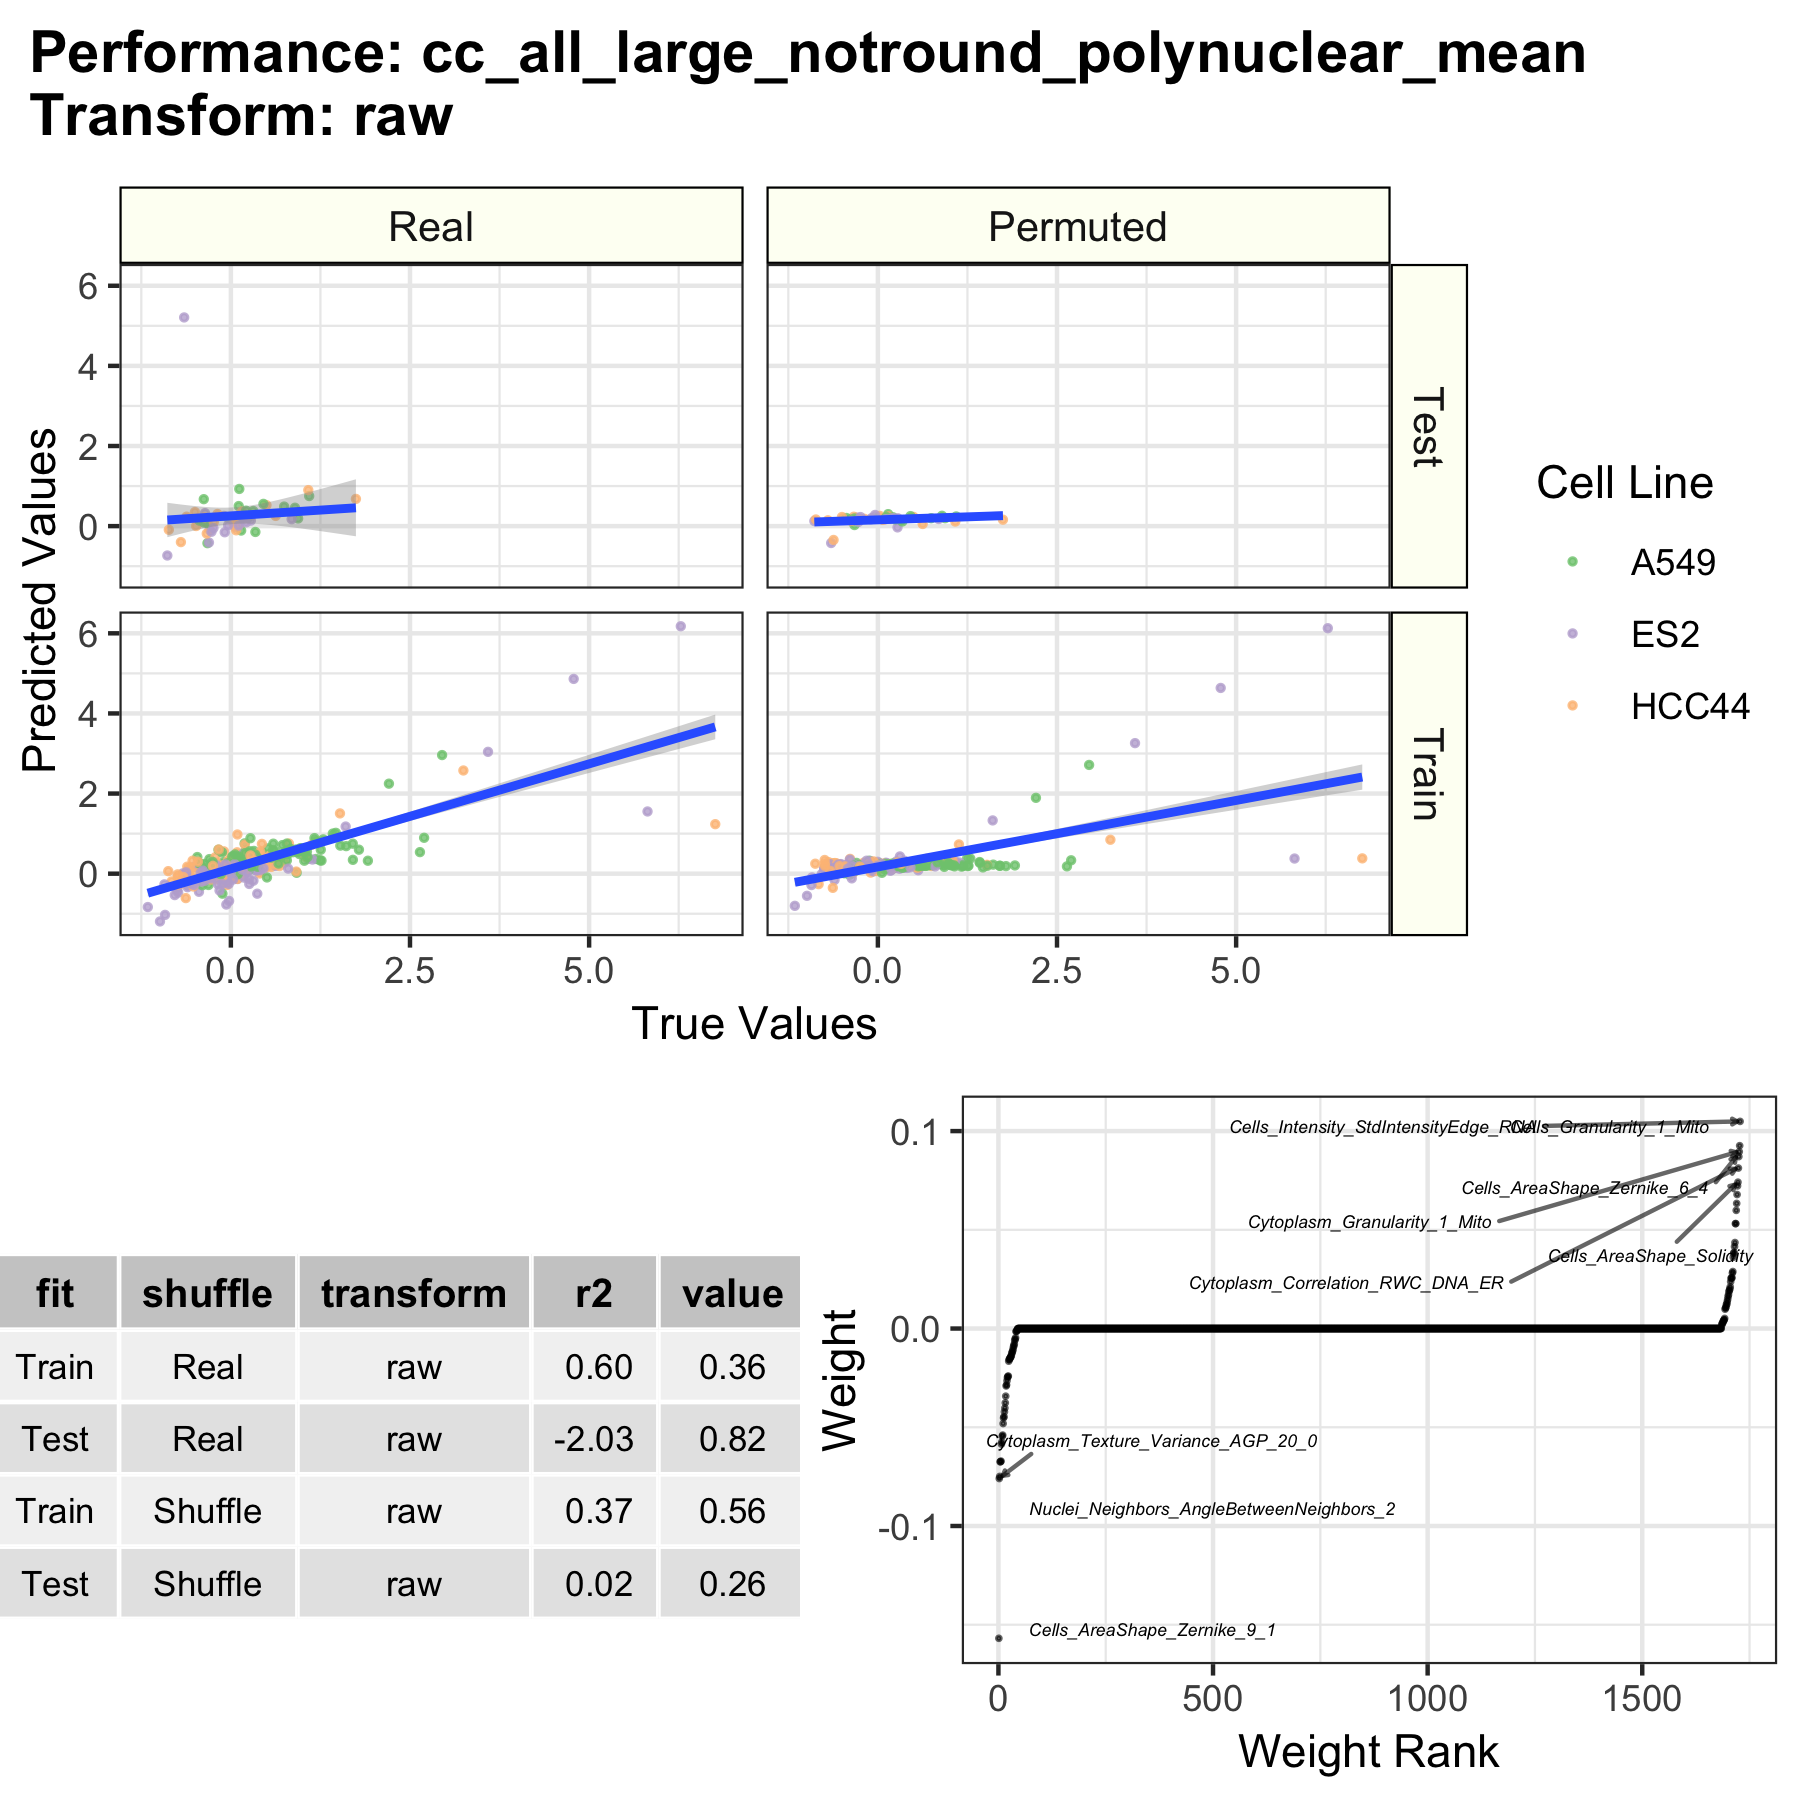 Performance: cc_all_large_notround_polynuclear_mean
Transform: raw
Real
Permuted
6
4
2
0
Test
6
4
2
0
Train
Predicted Values
0.0
2.5
5.0
0.0
2.5
5.0
True Values
Cell Line
A549
ES2
HCC44
fit shuffle transform r2 value
Train Real raw 0.60 0.36
Test Real raw -2.03 0.82
Train Shuffle raw 0.37 0.56
Test Shuffle raw 0.02 0.26
Weight
0.1
0.0
-0.1
Cells_Intensity_StdIntensityEdge_RNA
Cells_Granularity_1_Mito
Cells_AreaShape_Zernike_6_4
Cytoplasm_Granularity_1_Mito
Cells_AreaShape_Solidity
Cytoplasm_Correlation_RWC_DNA_ER
Cytoplasm_Texture_Variance_AGP_20_0
Nuclei_Neighbors_AngleBetweenNeighbors_2
Cells_AreaShape_Zernike_9_1
0
500
1000
1500
Weight Rank